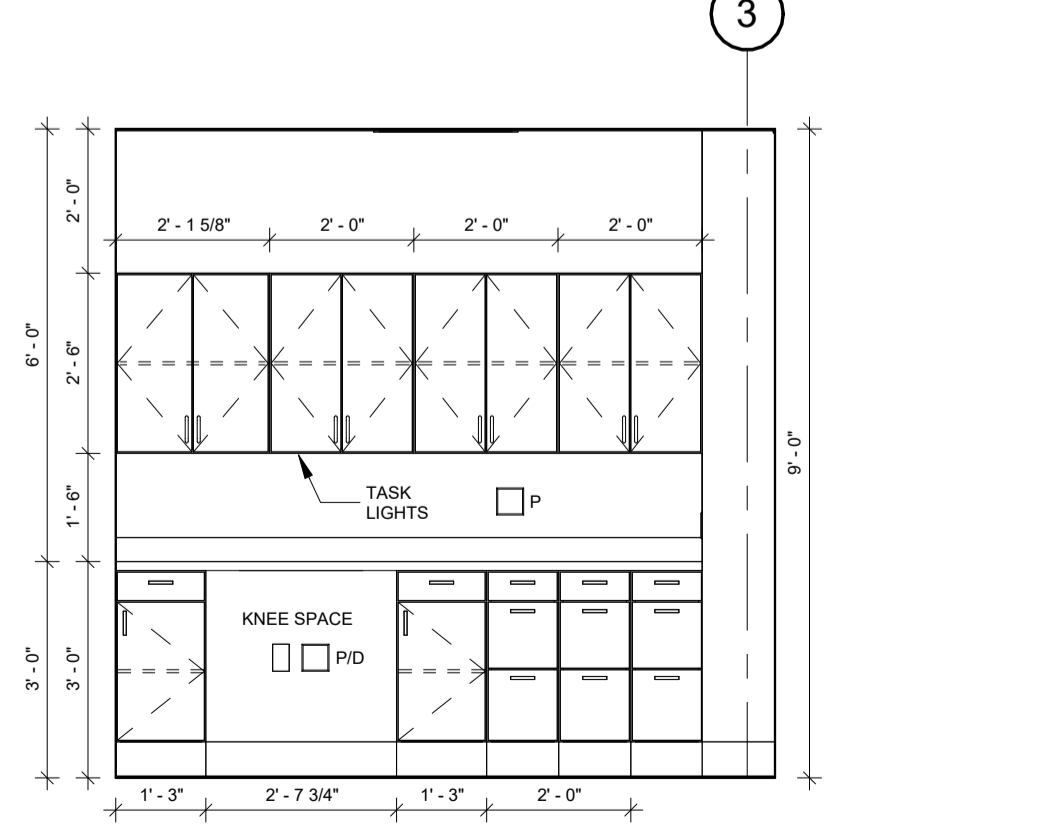 3
2' - 0"
2' - 1 5/8"
2' - 0"
2' - 0"
2' - 0"
6' - 0"
2' - 6"
9' - 0"
1' - 6"
TASK
LIGHTS
P
KNEE SPACE
P/D
3' - 0"
3' - 0"
1' - 3"
2' - 7 3/4"
1' - 3"
2' - 0"